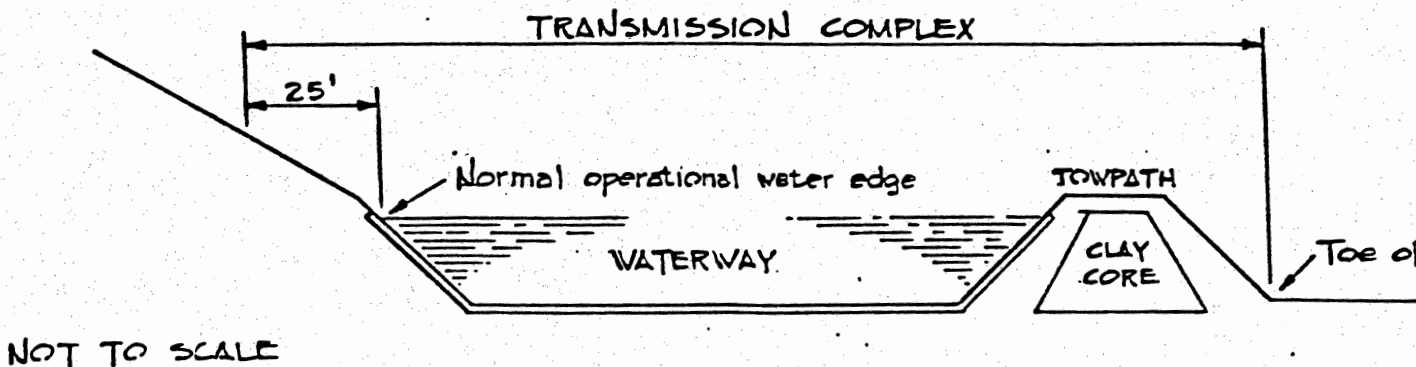 TRANSMISSION COMPLEX
25'
Normal operational water edge
TOWPATH
WATERWAY
CLAY
CORE
Toe of
NOT TO SCALE